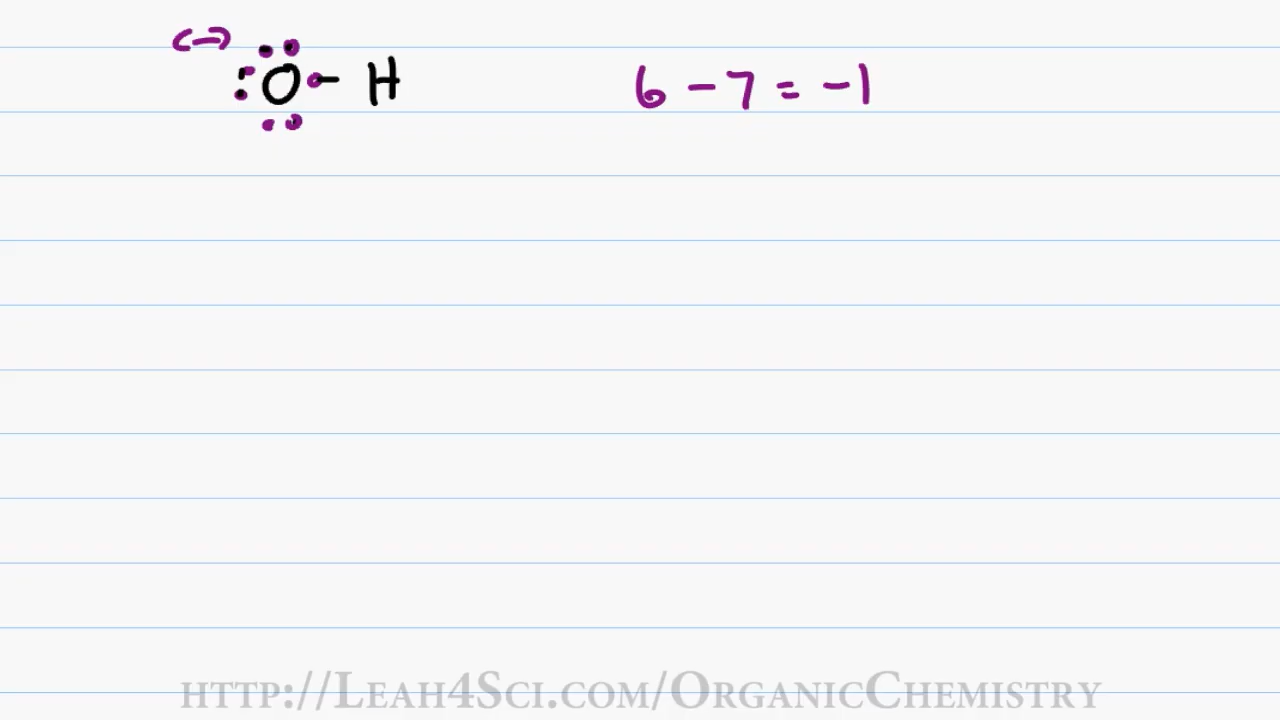 (-)
:O- H 6 - 7 = -1
http://Leah4Sci.com/OrganicChemistry